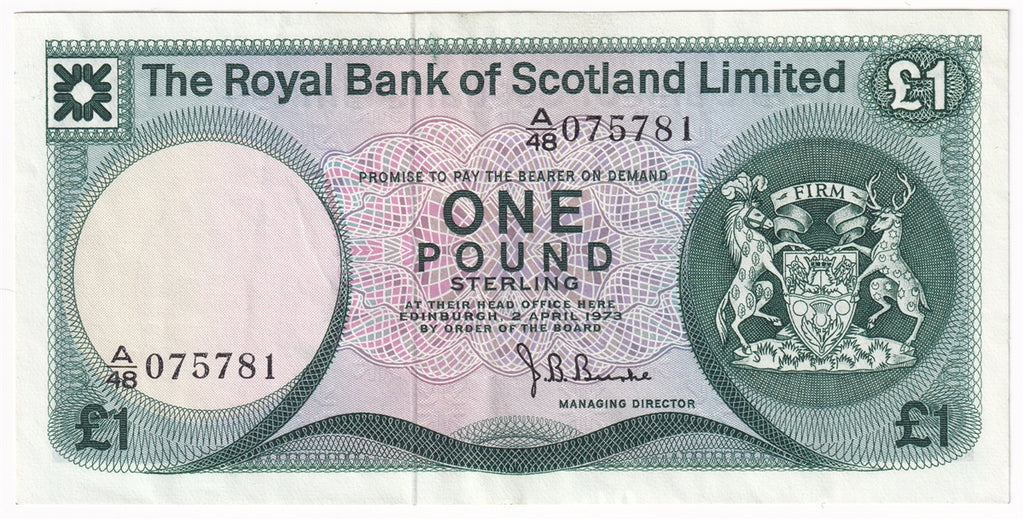 The Royal Bank of Scotland Limited
£1
A/48 075781
PROMISE TO PAY THE BEARER ON DEMAND
ONE
POUND
STERLING
AT THEIR HEAD OFFICE HERE
EDINBURGH, 2 APRIL 1973
BY ORDER OF THE BOARD
FIRM
A/48 075781
J.B. Burke
MANAGING DIRECTOR
£1
£1